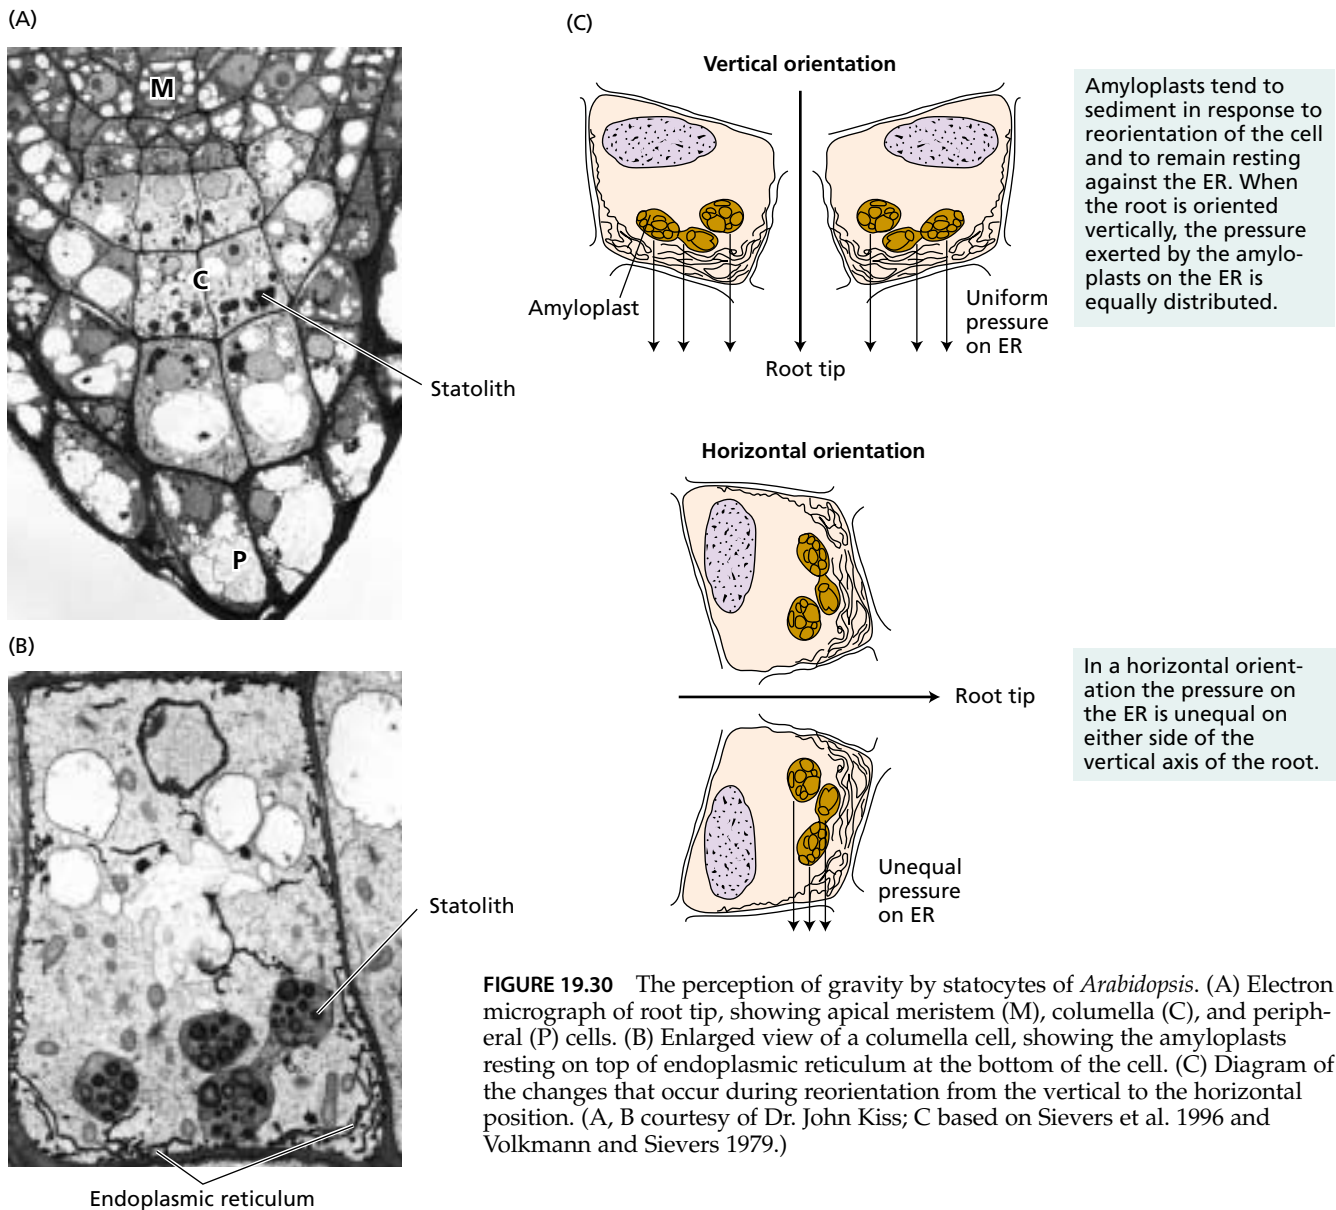 (A)
M
C
Statolith
P
(B)
Statolith
Endoplasmic reticulum
(C)
Vertical orientation
Amyloplast
Uniform
pressure
on ER
Root tip
Amyloplasts tend to
sediment in response to
reorientation of the cell
and to remain resting
against the ER. When
the root is oriented
vertically, the pressure
exerted by the amylo-
plasts on the ER is
equally distributed.
Horizontal orientation
Root tip
Unequal
pressure
on ER
In a horizontal orient-
ation the pressure on
the ER is unequal on
either side of the
vertical axis of the root.
FIGURE 19.30 The perception of gravity by statocytes of Arabidopsis. (A) Electron
micrograph of root tip, showing apical meristem (M), columella (C), and periph-
eral (P) cells. (B) Enlarged view of a columella cell, showing the amyloplasts
resting on top of endoplasmic reticulum at the bottom of the cell. (C) Diagram of
the changes that occur during reorientation from the vertical to the horizontal
position. (A, B courtesy of Dr. John Kiss; C based on Sievers et al. 1996 and
Volkmann and Sievers 1979.)